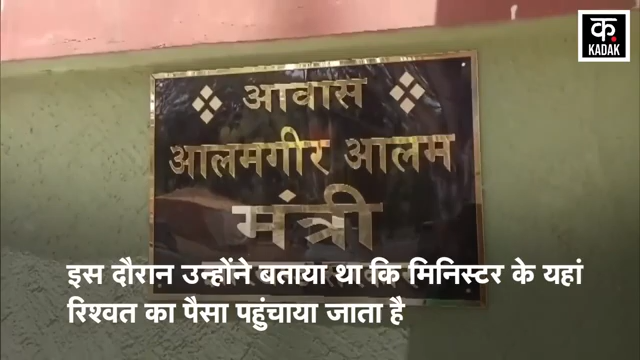 क.
KADAK
आवास
आलमगीर आलम
मंत्री
इस दौरान उन्होंने बताया था कि मिनिस्टर के यहां
रिश्वत का पैसा पहुंचाया जाता है